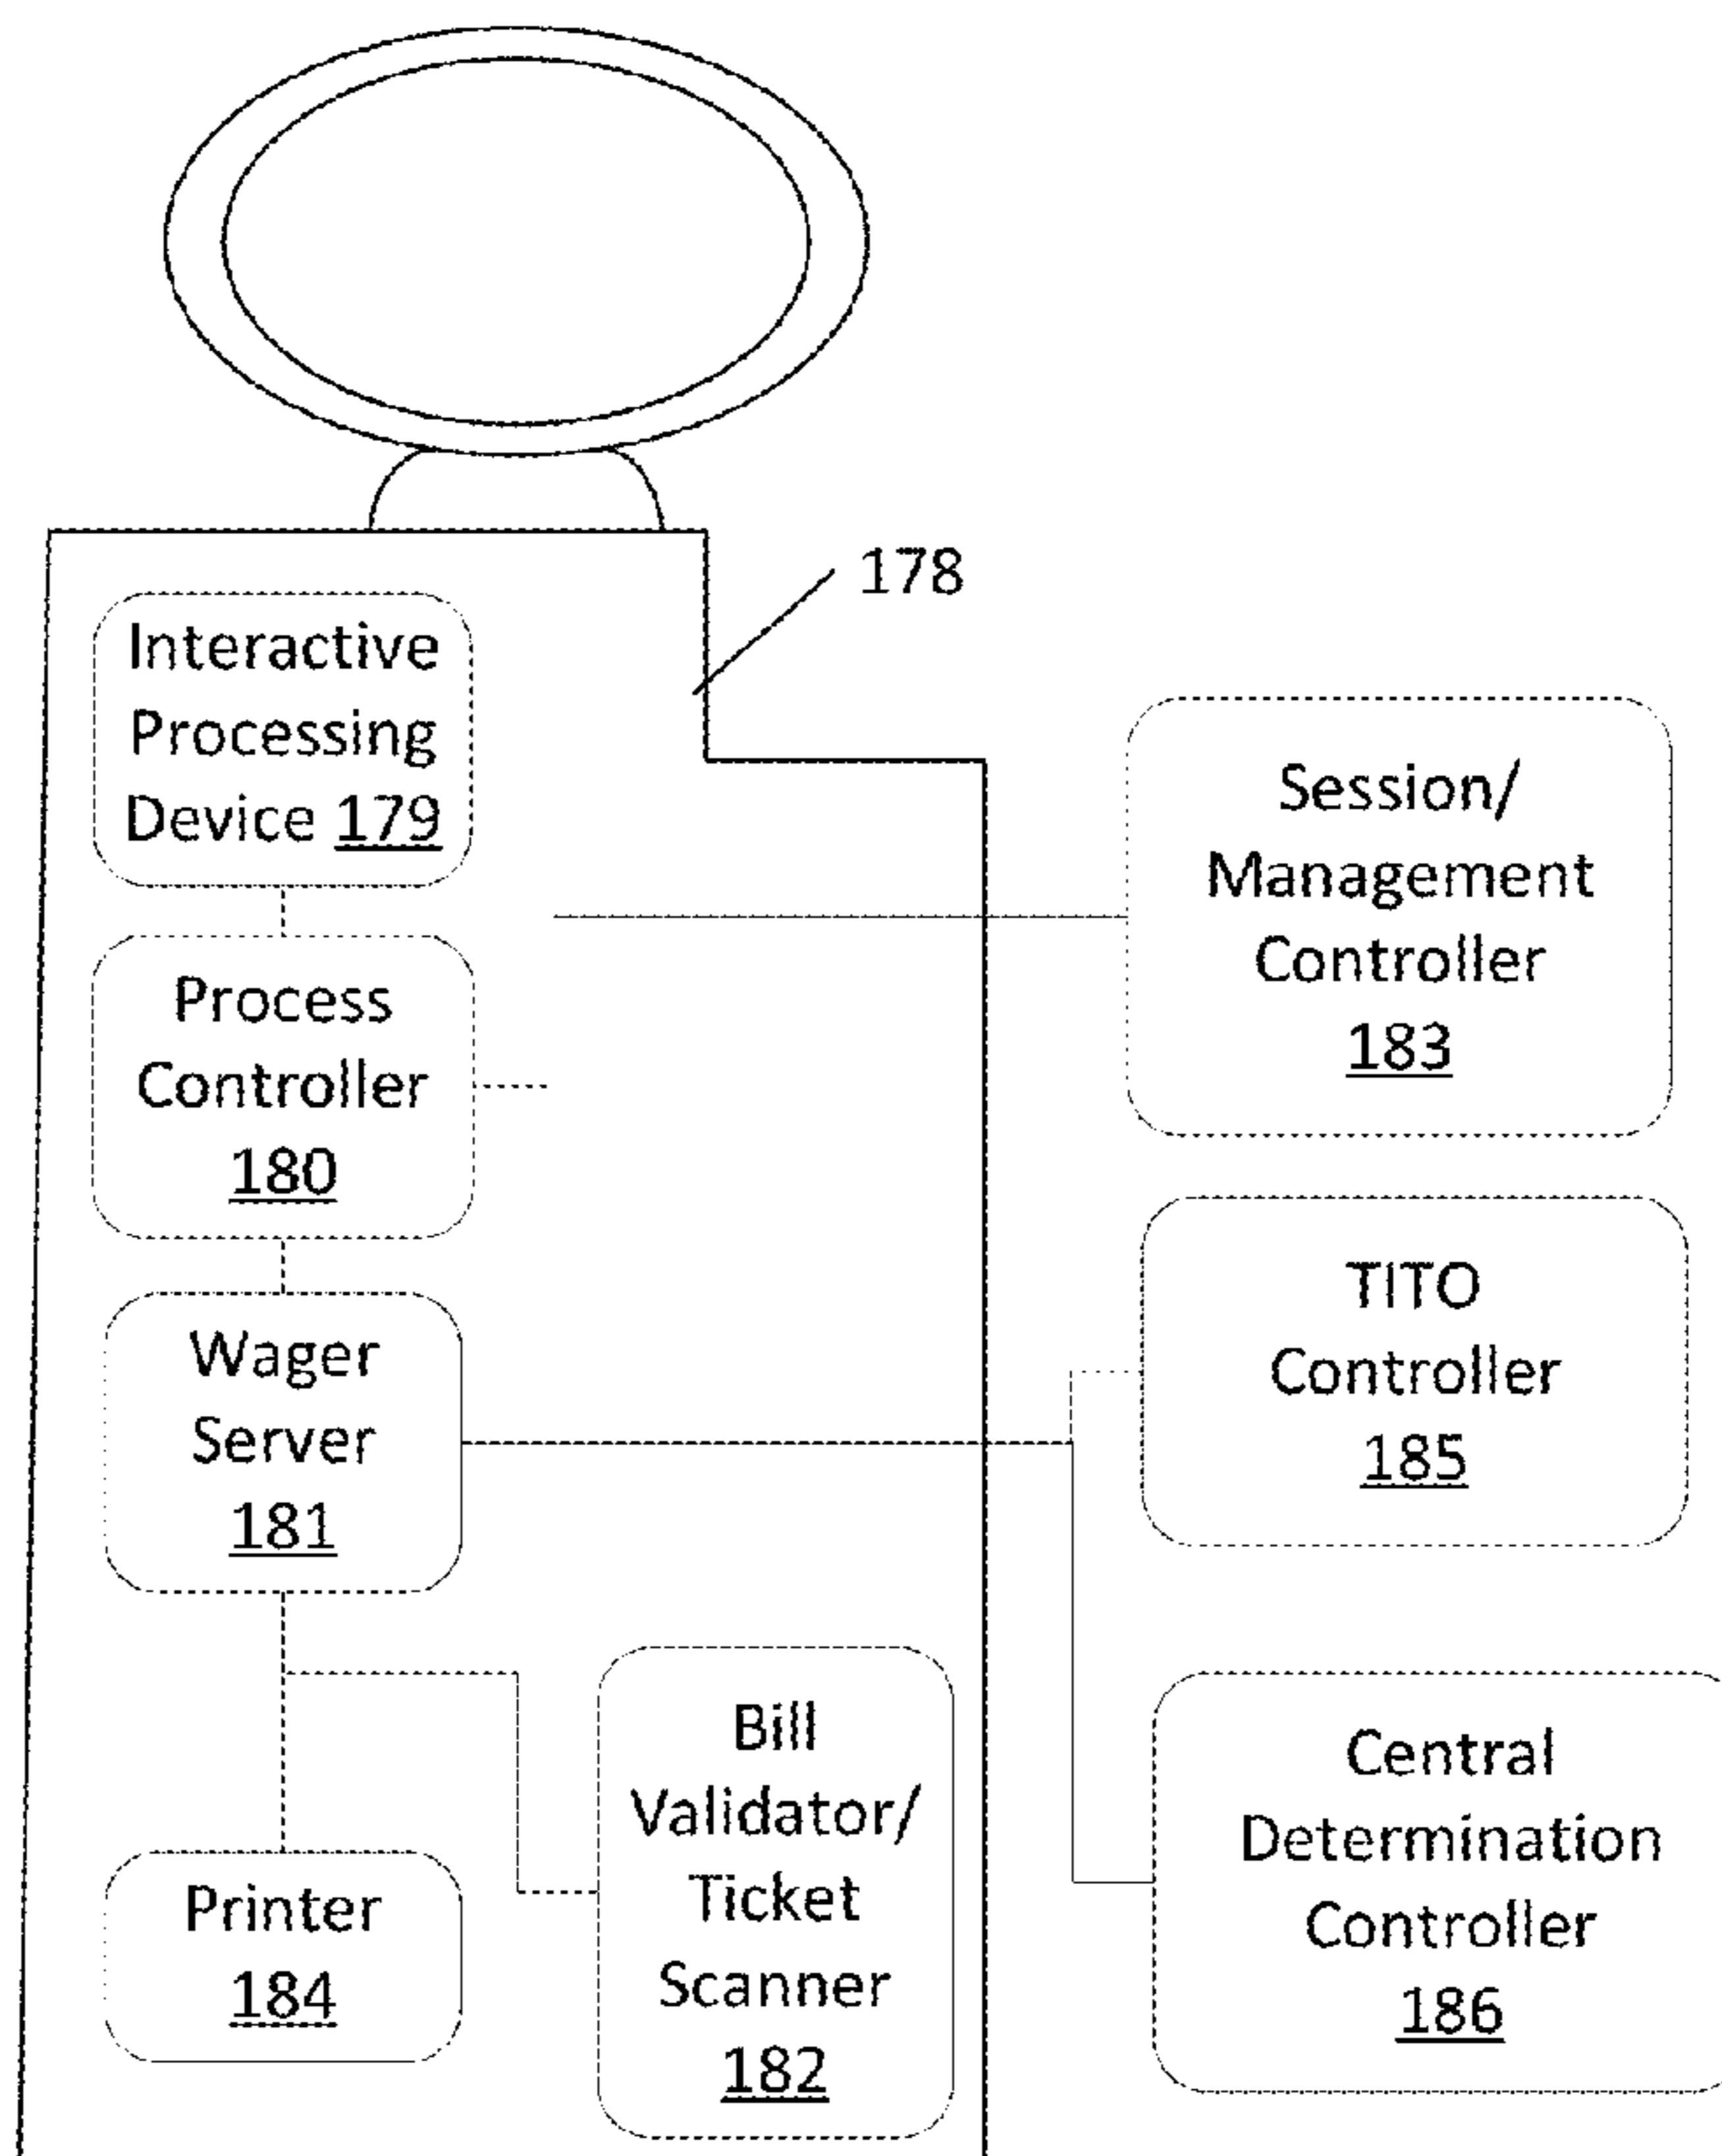 178
Interactive
Processing
Device 179
Process
Controller
180
Wager
Server
181
Printer
184
Bill
Validator/
Ticket
Scanner
182
Session/
Management
Controller
183
TITO
Controller
185
Central
Determination
Controller
186